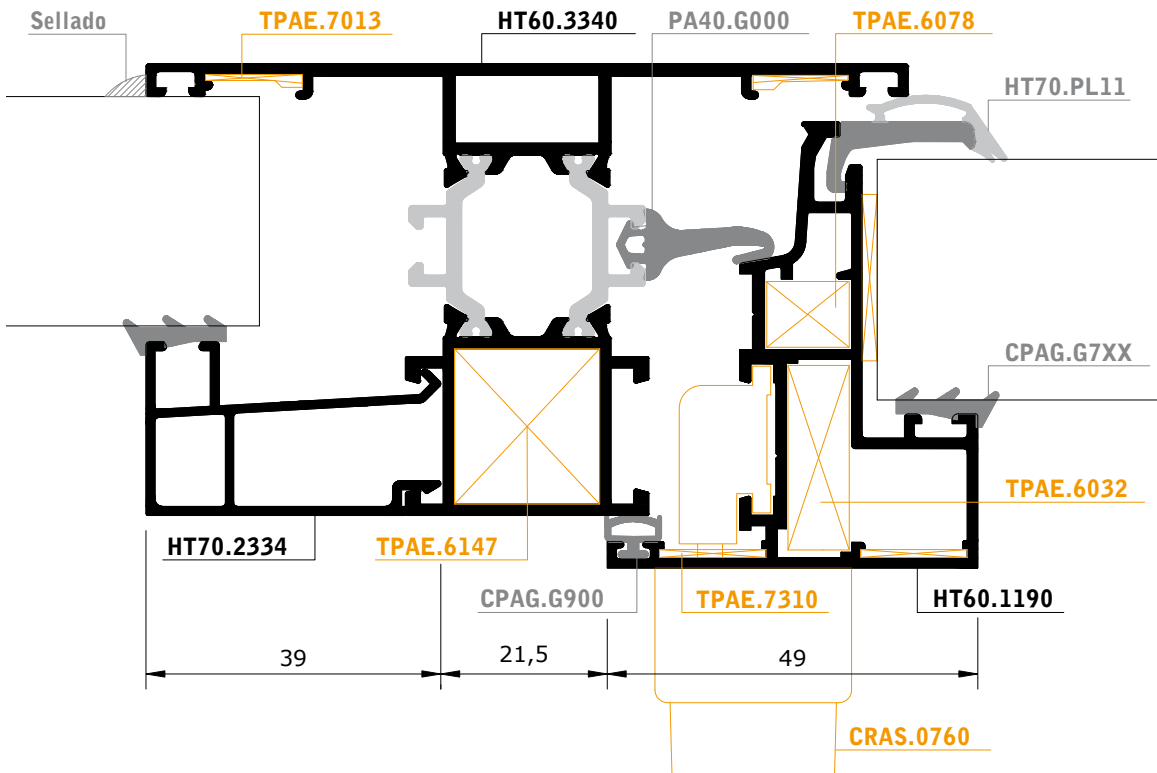 Sellado
TPAE.7013
HT60.3340
PA40.G000
TPAE.6078
HT70.PL11
CPAG.G7XX
TPAE.6032
HT70.2334
TPAE.6147
CPAG.G900
TPAE.7310
HT60.1190
39
21,5
49
CRAS.0760